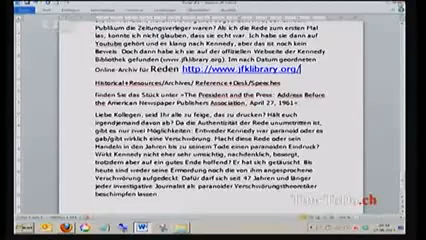 Publikum die Zeitungsverleger waren? Als ich die Rede zum ersten Mal
las, konnte ich nicht glauben, dass sie echt war. Ich habe sie dann auf
Youtube gehört und es klang nach Kennedy, aber das ist noch kein
Beweis. Doch dann habe ich sie auf der offiziellen Webseite der Kennedy
Bibliothek gefunden (www.jfklibrary.org/). Im nach Datum geordneten
Online-Archiv für Reden http://www.jfklibrary.org/
Historical+Resources/Archives/ Reference+Desk/Speeches
finden Sie das Stück unter »The President and the Press: Address Before
the American Newspaper Publishers Association, April 27, 1961«
Liebe Kollegen, seid Ihr alle zu feige, das zu drucken? Hält euch
irgendjemand davon ab? Da die Authentizität der Rede unumstritten ist,
gibt es nur zwei Möglichkeiten: Entweder Kennedy war paranoid oder es
gab/gibt wirklich eine Verschwörung. Macht diese Rede oder sein
Handeln in den Jahren bis zu seinem Tode einen paranoiden Eindruck?
Wirkt Kennedy nicht eher sehr umsichtig, nachdenklich, besorgt,
trotzdem aber auf ein gutes Ende hoffend? Er hat sich getäuscht. Bis
heute sind weder seine Ermordung noch die von ihm angesprochene
Verschwörung aufgedeckt. Dafür darf sich seit 47 Jahren und länger
jeder investigative Journalist als paranoider Verschwörungstheoretiker
beschimpfen lassen
TimeToDo.ch